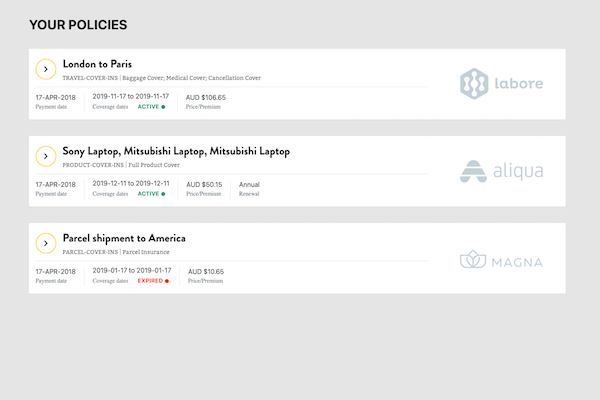 YOUR POLICIES
London to Paris
TRAVEL-COVER-INS | Baggage Cover; Medical Cover; Cancellation Cover
17-APR-2018 2019-11-17 to 2019-11-17 AUD $106.65
Payment date Coverage dates ACTIVE Price/Premium
labore
Sony Laptop, Mitsubishi Laptop, Mitsubishi Laptop
PRODUCT-COVER-INS | Full Product Cover
17-APR-2018 2019-12-11 to 2019-12-11 AUD $50.15 Annual
Payment date Coverage dates ACTIVE Price/Premium Renewal
aliqua
Parcel shipment to America
PARCEL-COVER-INS | Parcel Insurance
17-APR-2018 2019-01-17 to 2019-01-17 AUD $10.65
Payment date Coverage dates EXPIRED Price/Premium
MAGNA